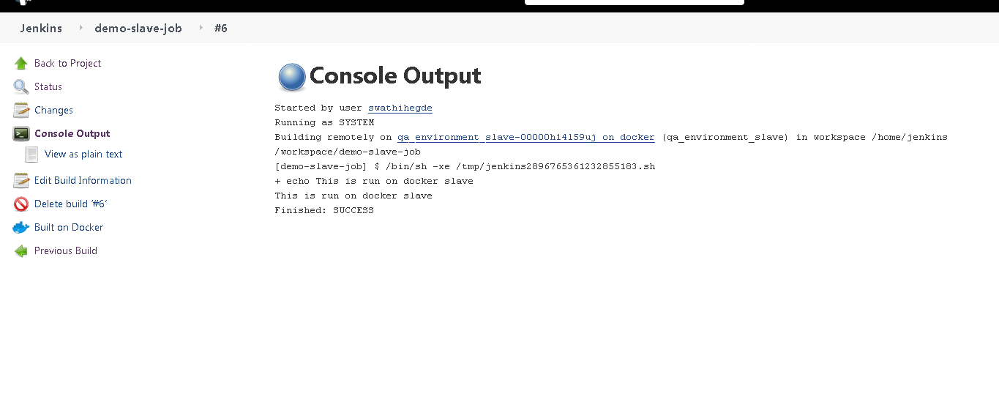 Jenkins demo-slave-job #6
Back to Project
Status
Changes
Console Output
View as plain text
Edit Build Information
Delete build ‘#6’
Built on Docker
Previous Build
Console Output
Started by user swathihegde
Running as SYSTEM
Building remotely on qa_environment_slave-00000h14l59uj on docker (qa_environment_slave) in workspace /home/jenkins
/workspace/demo-slave-job
[demo-slave-job] $ /bin/sh -xe /tmp/jenkins2896765361232855183.sh
+ echo This is run on docker slave
This is run on docker slave
Finished: SUCCESS